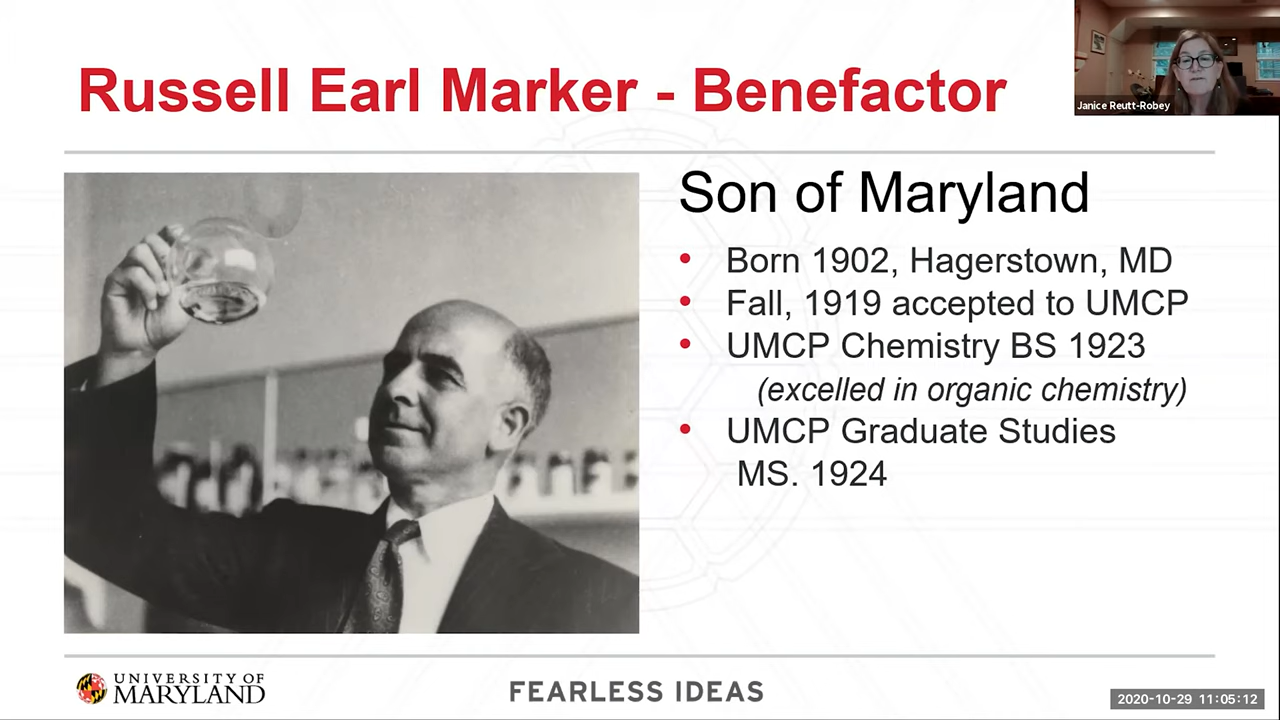 Russell Earl Marker - Benefactor
Janice Reutt-Robey
Son of Maryland
• Born 1902, Hagerstown, MD
• Fall, 1919 accepted to UMCP
• UMCP Chemistry BS 1923
(excelled in organic chemistry)
• UMCP Graduate Studies
MS. 1924
UNIVERSITY OF
MARYLAND
FEARLESS IDEAS
2020-10-29 11:05:12